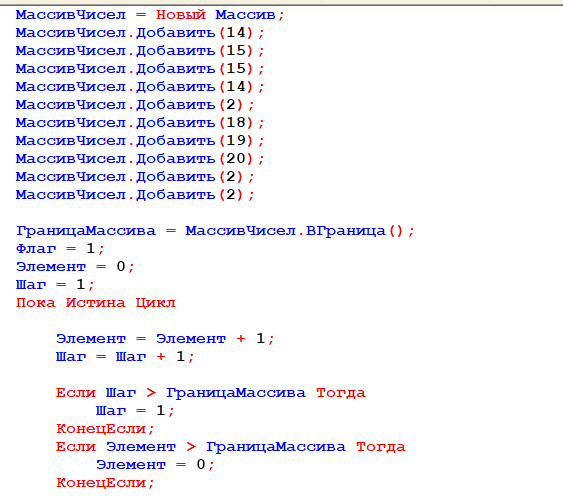 МассивЧисел = Новый Массив;
МассивЧисел.Добавить(14);
МассивЧисел.Добавить(15);
МассивЧисел.Добавить(15);
МассивЧисел.Добавить(14);
МассивЧисел.Добавить(2);
МассивЧисел.Добавить(18);
МассивЧисел.Добавить(19);
МассивЧисел.Добавить(20);
МассивЧисел.Добавить(2);
МассивЧисел.Добавить(2);
ГраницаМассива = МассивЧисел.ВГраница();
Флаг = 1;
Элемент = 0;
Шаг = 1;
Пока Истина Цикл
Элемент = Элемент + 1;
Шаг = Шаг + 1;
Если Шаг > ГраницаМассива Тогда
Шаг = 1;
КонецЕсли;
Если Элемент > ГраницаМассива Тогда
Элемент = 0;
КонецЕсли;